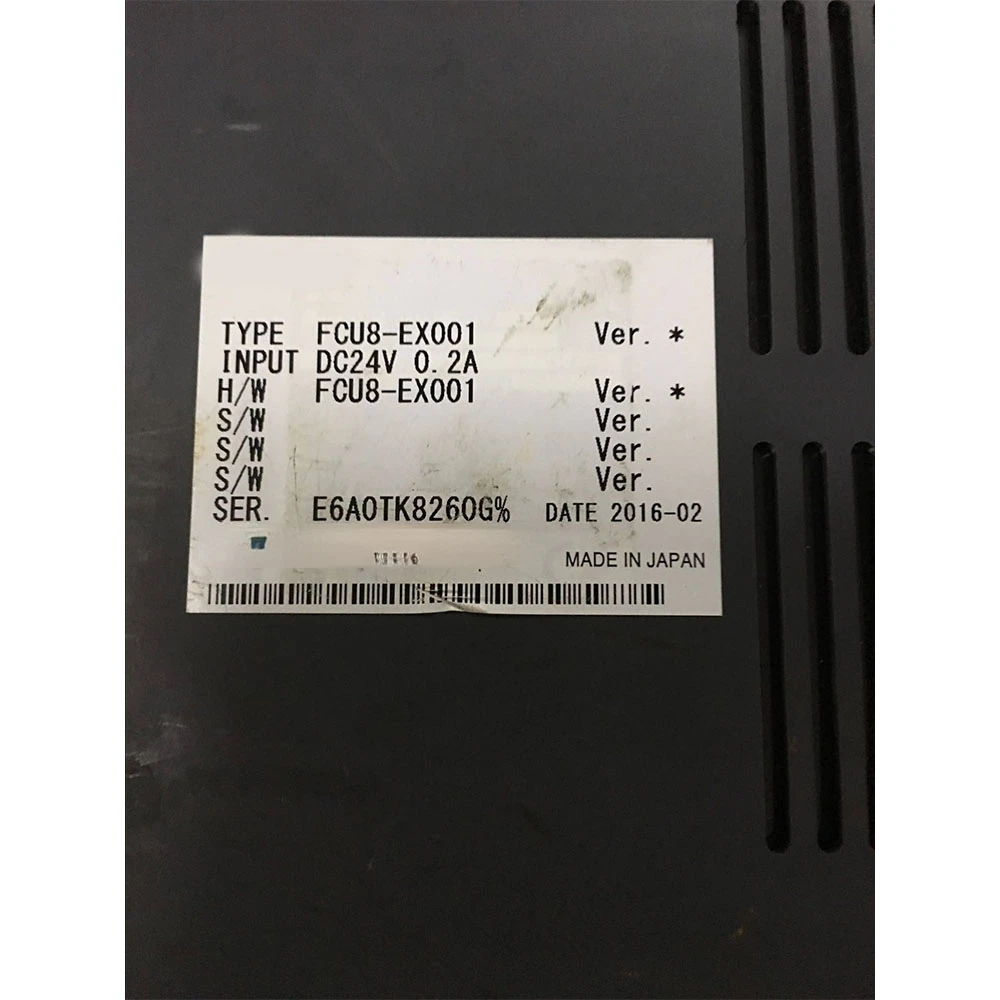 TYPE FCU8-EX001 Ver. *
INPUT DC24V 0.2A
H/W FCU8-EX001 Ver. *
S/W Ver.
S/W Ver.
S/W Ver.
SER. E6A0TK8260G% DATE 2016-02
MADE IN JAPAN